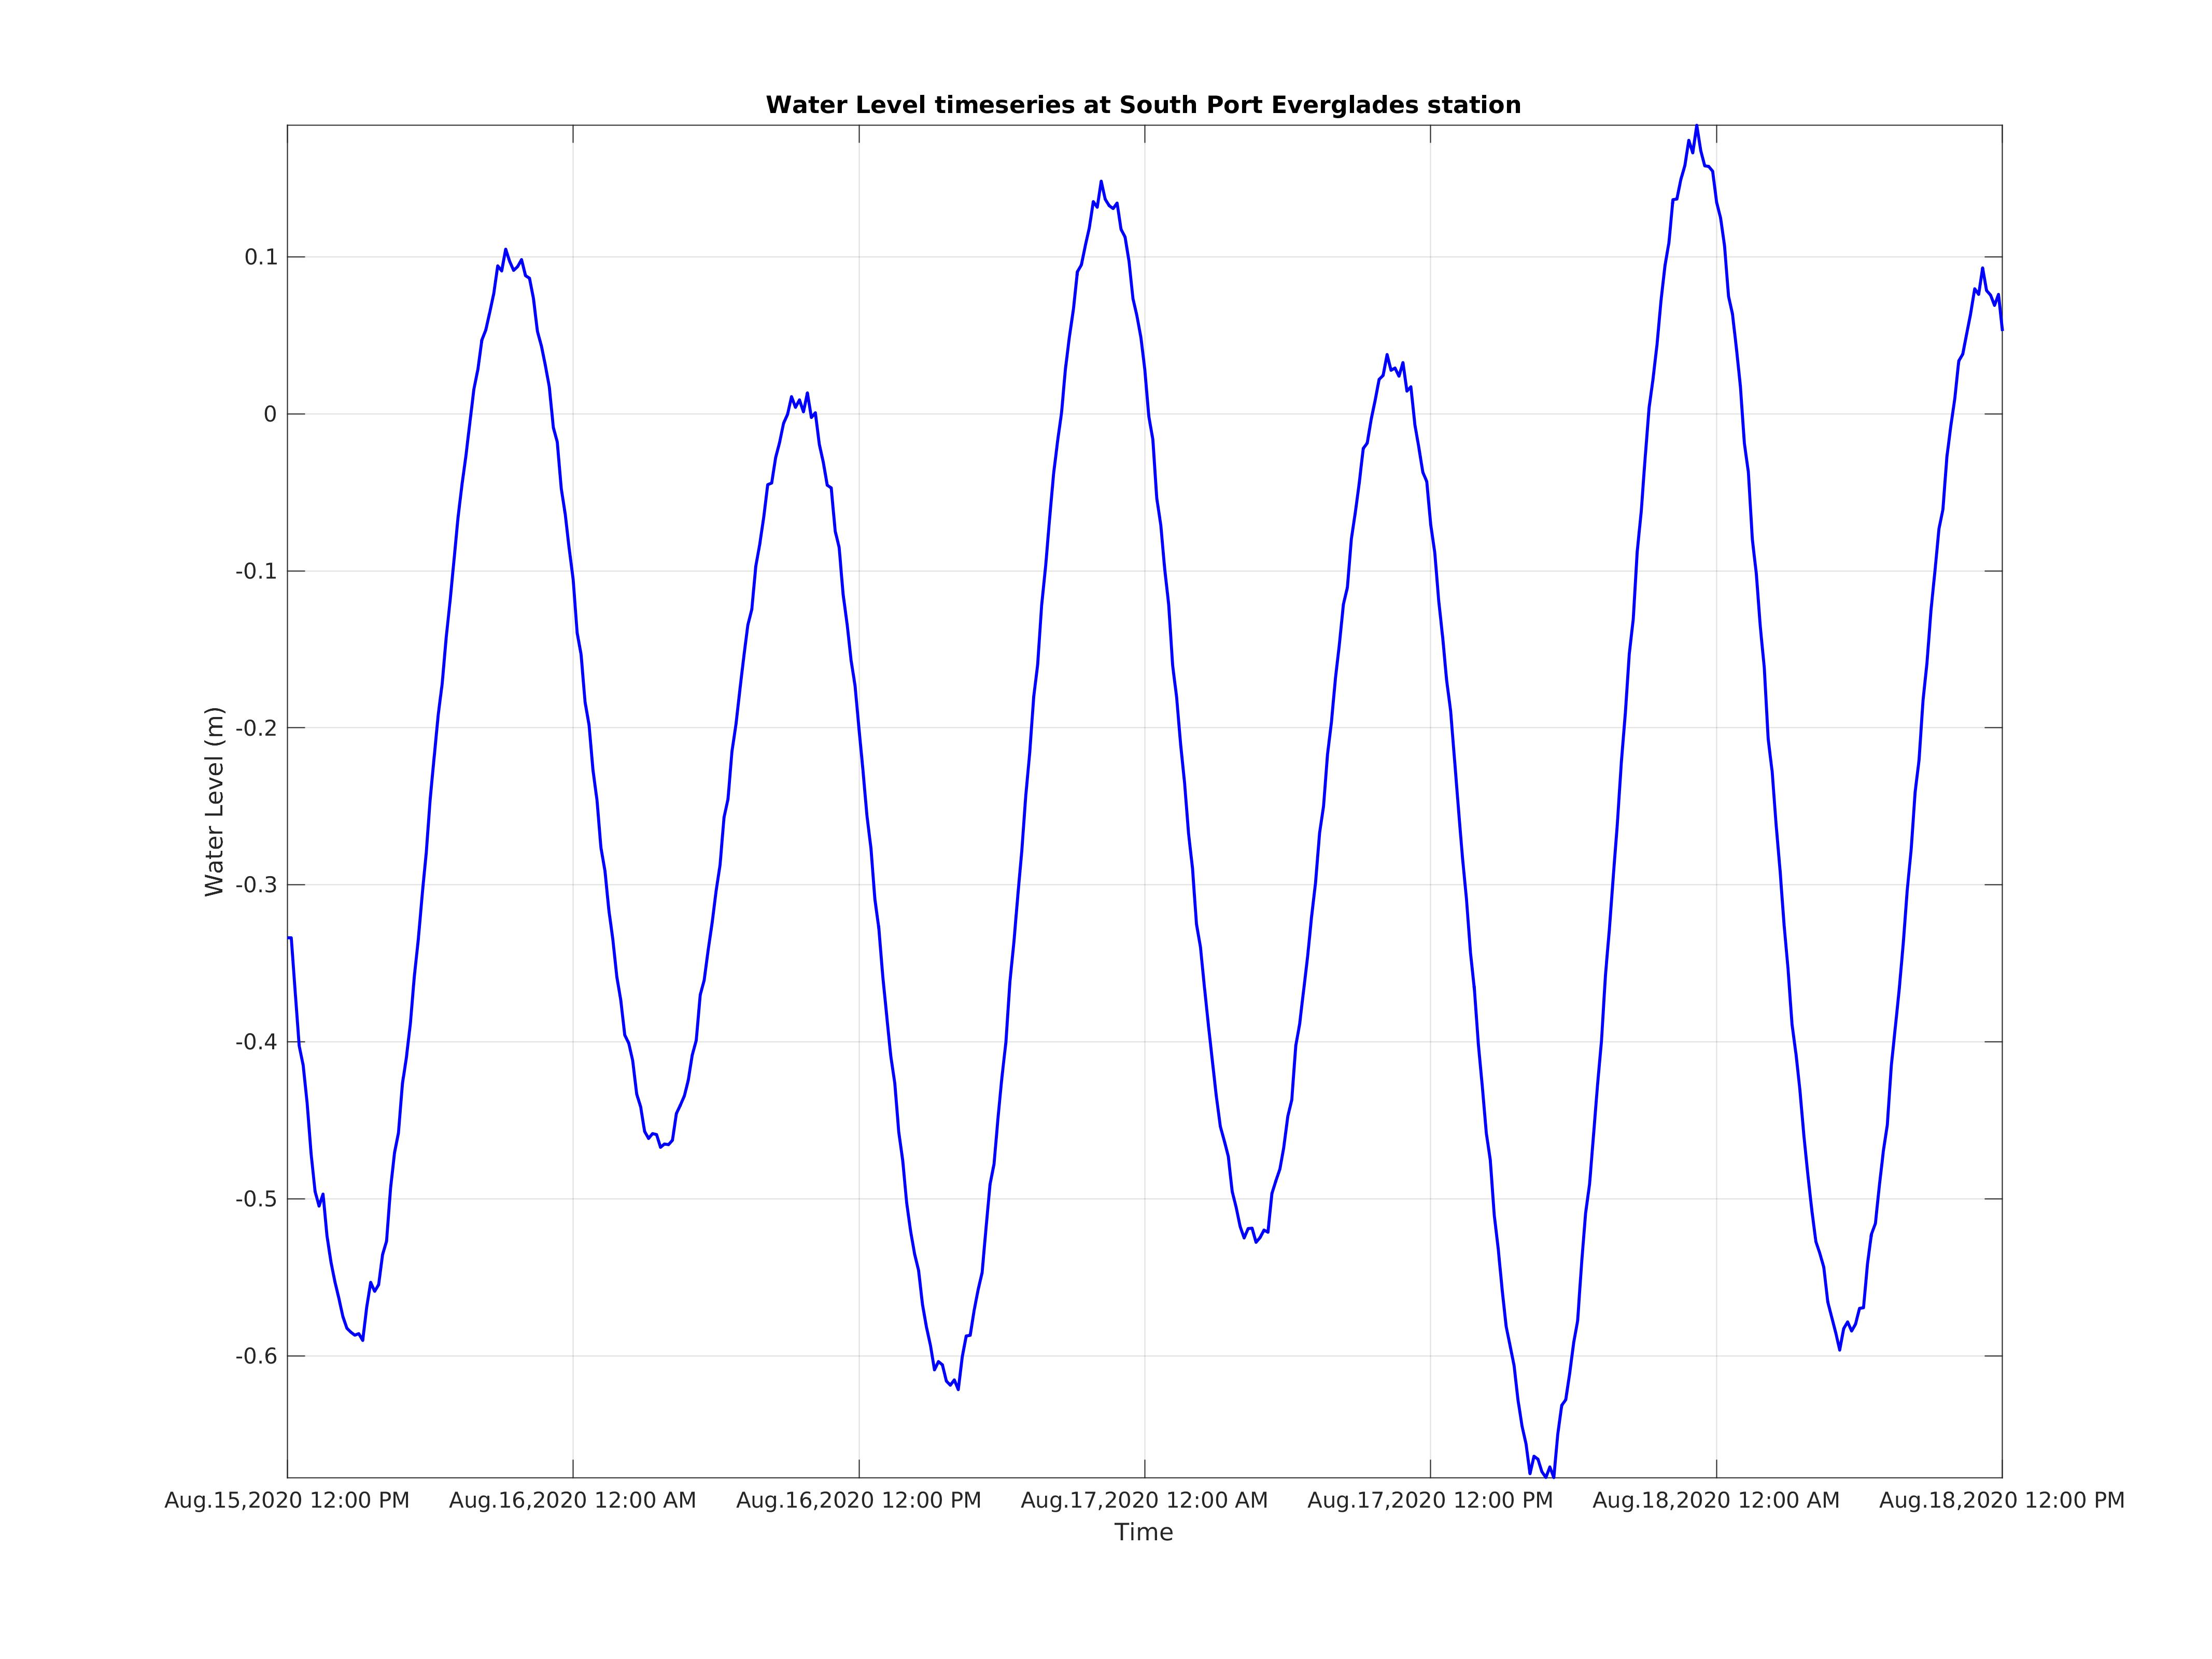 Water Level timeseries at South Port Everglades station
0.1
0
-0.1
-0.2
-0.3
-0.4
-0.5
-0.6
Water Level (m)
Aug.15,2020 12:00 PM
Aug.16,2020 12:00 AM
Aug.16,2020 12:00 PM
Aug.17,2020 12:00 AM
Aug.17,2020 12:00 PM
Aug.18,2020 12:00 AM
Aug.18,2020 12:00 PM
Time